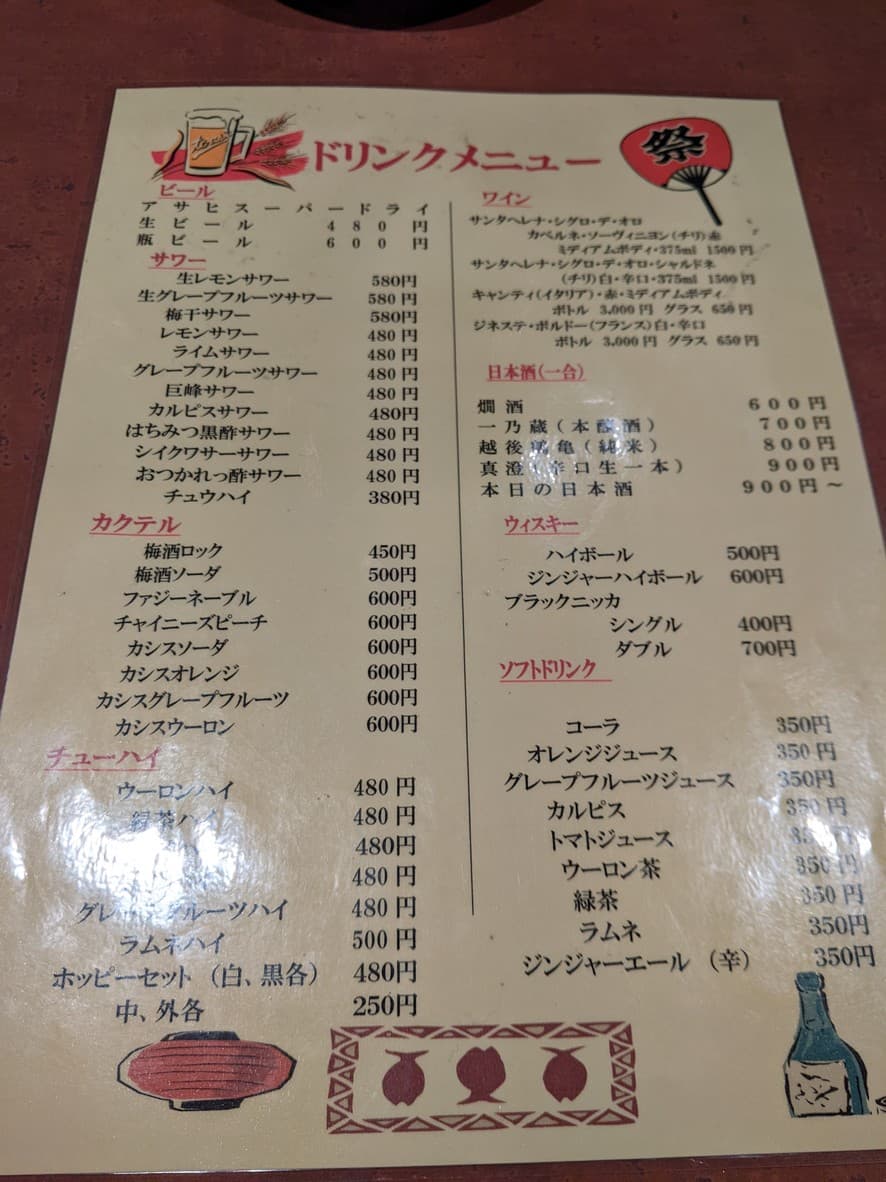 ドリンクメニュー
祭
ビール
アサヒスーパードライ
生ビール 480円
瓶ビール 600円
サワー
生レモンサワー 580円
生グレープフルーツサワー 580円
梅干サワー 580円
レモンサワー 480円
ライムサワー 480円
グレープフルーツサワー 480円
巨峰サワー 480円
カルピスサワー 480円
はちみつ黒酢サワー 480円
シイクワサーサワー 480円
おつかれっ酢サワー 480円
チュウハイ 380円
カクテル
梅酒ロック 450円
梅酒ソーダ 500円
ファジーネーブル 600円
チャイニーズピーチ 600円
カシスソーダ 600円
カシスオレンジ 600円
カシスグレープフルーツ 600円
カシスウーロン 600円
チューハイ
ウーロンハイ 480円
緑茶ハイ 480円
480円
480円
グレープフルーツハイ 480円
ラムネハイ 500円
ホッピーセット（白、黒各） 480円
中、外各 250円
ワイン
サンタヘレナ・シグロ・デ・オロ
カベルネ・ソーヴィニヨン(チリ)赤
ミディアムボディ・375ml 1500円
サンタヘレナ・シグロ・デ・オロ・シャルドネ
(チリ)白・辛口・375ml 1500円
キャンティ(イタリア)・赤・ミディアムボディ
ボトル 3,000円 グラス 650円
ジネステ・ボルドー(フランス)白・辛口
ボトル 3,000円 グラス 650円
日本酒(一合)
燗酒 600円
一乃蔵(本醸酒) 700円
越後鶴亀(純米) 800円
真澄(辛口生一本) 900円
本日の日本酒 900円～
ウィスキー
ハイボール 500円
ジンジャーハイボール 600円
ブラックニッカ
シングル 400円
ダブル 700円
ソフトドリンク
コーラ 350円
オレンジジュース 350円
グレープフルーツジュース 350円
カルピス 350円
トマトジュース 350円
ウーロン茶 350円
緑茶 350円
ラムネ 350円
ジンジャーエール （辛） 350円